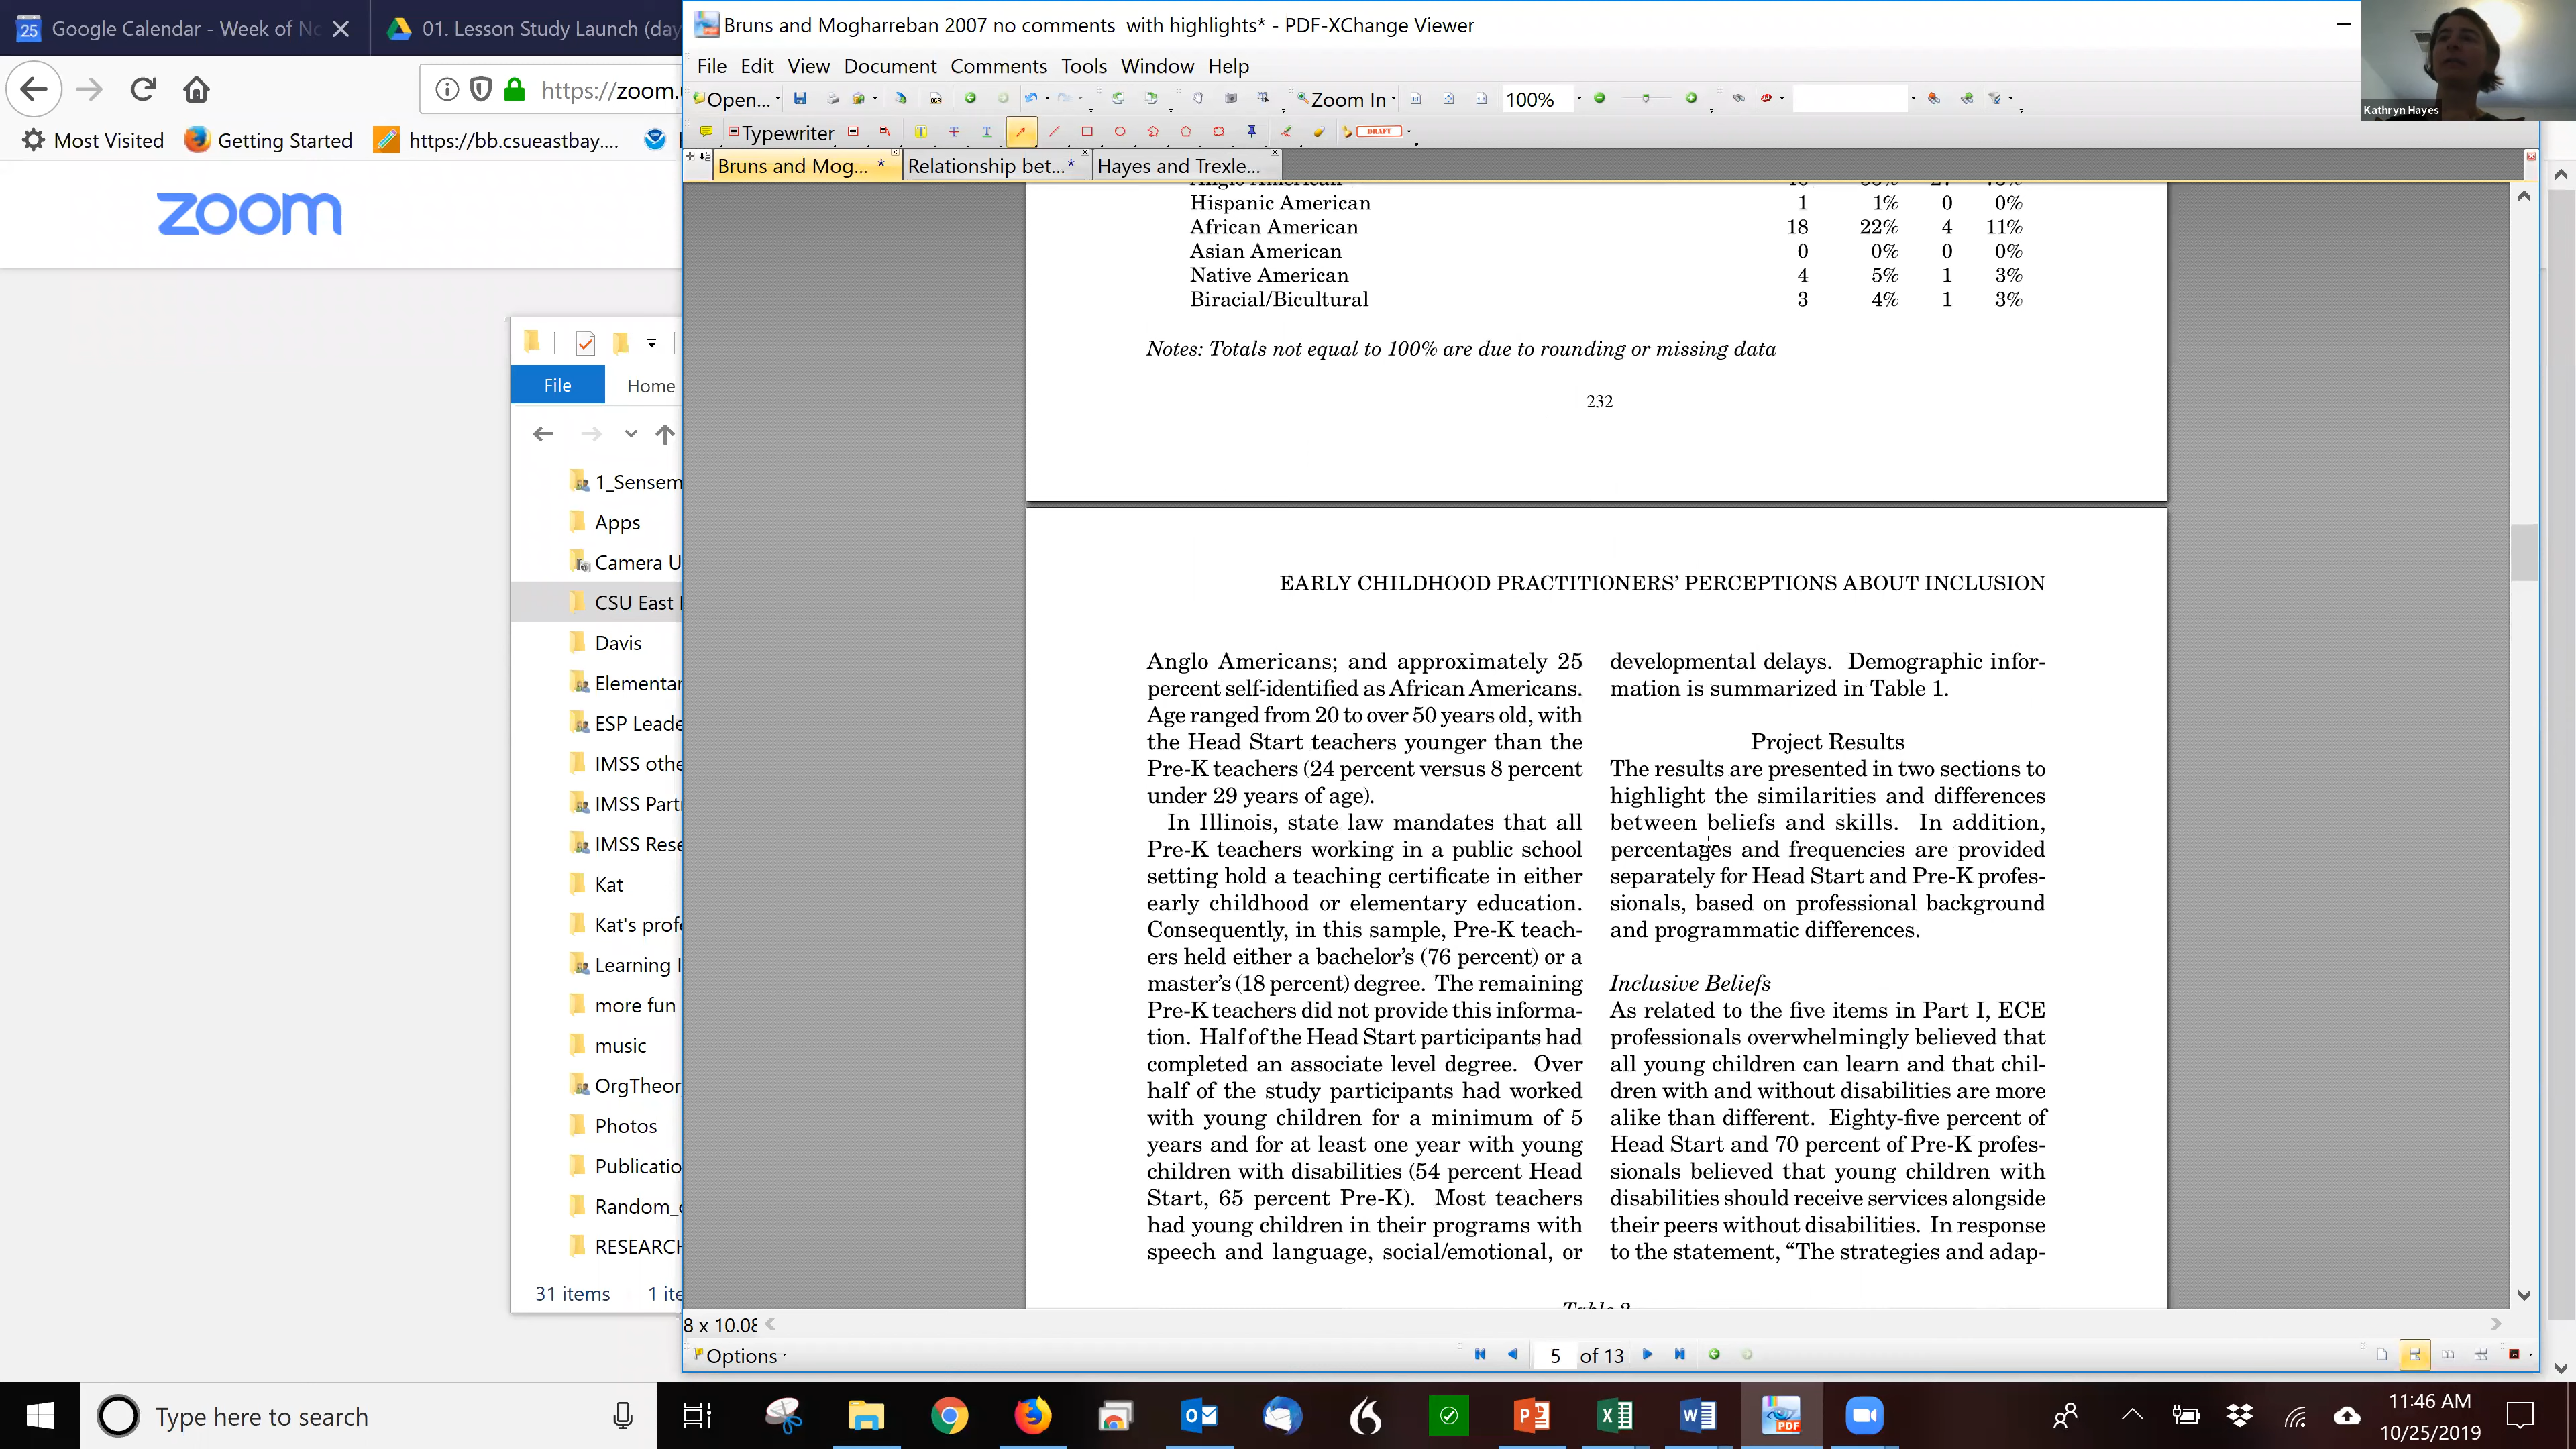 Google Calendar - Week of No
01. Lesson Study Launch (day
https://zoom.
Most Visited
Getting Started
https://bb.csueastbay....
zoom
File
Home
1_Sensem
Apps
Camera U
CSU East
Davis
Elementar
ESP Leade
IMSS othe
IMSS Part
IMSS Rese
Kat
Kat's prof
Learning I
more fun
music
OrgTheor
Photos
Publicatio
Random_
RESEARCH
31 items
1 ite
Bruns and Mogharreban 2007 no comments with highlights* - PDF-XChange Viewer
File Edit View Document Comments Tools Window Help
Open...
Zoom In
100%
Typewriter
DRAFT
Bruns and Mog... *
Relationship bet... *
Hayes and Trexle...
Hispanic American 1 1% 0 0%
African American 18 22% 4 11%
Asian American 0 0% 0 0%
Native American 4 5% 1 3%
Biracial/Bicultural 3 4% 1 3%
Notes: Totals not equal to 100% are due to rounding or missing data
232
EARLY CHILDHOOD PRACTITIONERS' PERCEPTIONS ABOUT INCLUSION
Anglo Americans; and approximately 25
percent self-identified as African Americans.
Age ranged from 20 to over 50 years old, with
the Head Start teachers younger than the
Pre-K teachers (24 percent versus 8 percent
under 29 years of age).
In Illinois, state law mandates that all
Pre-K teachers working in a public school
setting hold a teaching certificate in either
early childhood or elementary education.
Consequently, in this sample, Pre-K teach-
ers held either a bachelor's (76 percent) or a
master's (18 percent) degree. The remaining
Pre-K teachers did not provide this informa-
tion. Half of the Head Start participants had
completed an associate level degree. Over
half of the study participants had worked
with young children for a minimum of 5
years and for at least one year with young
children with disabilities (54 percent Head
Start, 65 percent Pre-K). Most teachers
had young children in their programs with
speech and language, social/emotional, or
developmental delays. Demographic infor-
mation is summarized in Table 1.
Project Results
The results are presented in two sections to
highlight the similarities and differences
between beliefs and skills. In addition,
percentages and frequencies are provided
separately for Head Start and Pre-K profes-
sionals, based on professional background
and programmatic differences.
Inclusive Beliefs
As related to the five items in Part I, ECE
professionals overwhelmingly believed that
all young children can learn and that chil-
dren with and without disabilities are more
alike than different. Eighty-five percent of
Head Start and 70 percent of Pre-K profes-
sionals believed that young children with
disabilities should receive services alongside
their peers without disabilities. In response
to the statement, "The strategies and adap-
Table 2
8 x 10.08
Options
5 of 13
Kathryn Hayes
Type here to search
11:46 AM
10/25/2019